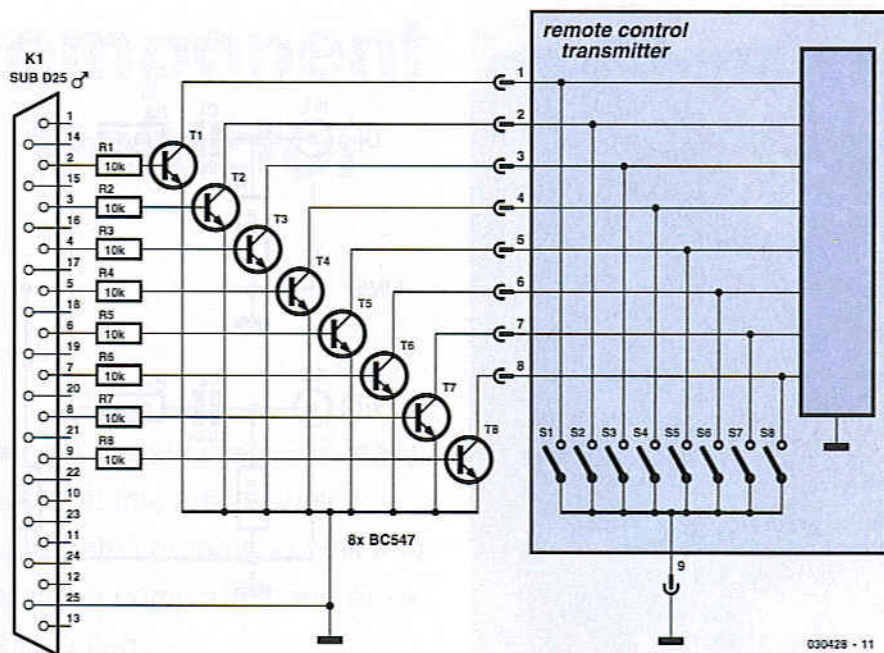 K1
SUB D25 ♂
1
14
2
15
3
16
4
17
5
18
6
19
7
20
8
21
9
22
10
23
11
24
12
25
13
R1
10k
R2
10k
R3
10k
R4
10k
R5
10k
R6
10k
R7
10k
R8
10k
T1
T2
T3
T4
T5
T6
T7
T8
8x BC547
1
2
3
4
5
6
7
8
remote control
transmitter
S1 S2 S3 S4 S5 S6 S7 S8
9
030428 - 11